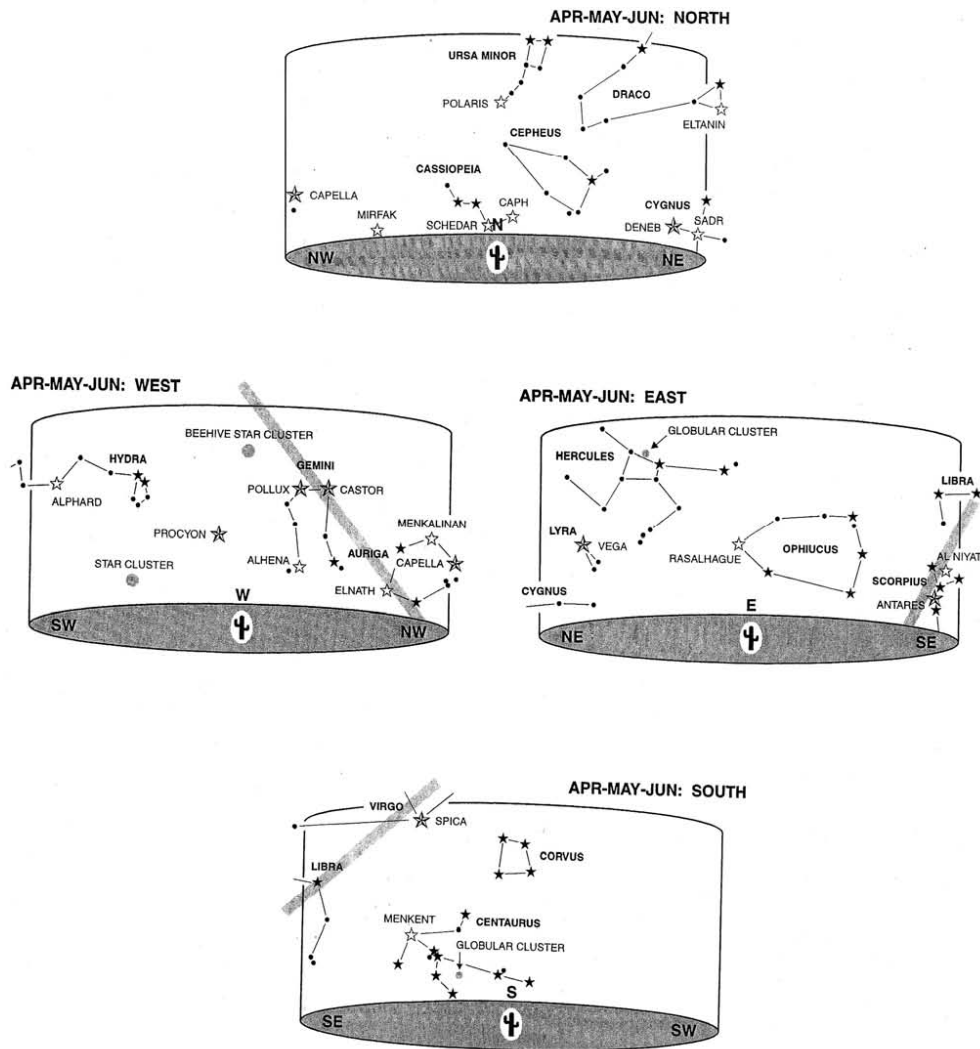 APR-MAY-JUN: NORTH
URSA MINOR
DRACO
POLARIS
ELTANIN
CEPHEUS
CASSIOPEIA
CAPELLA
CAPH
CYGNUS
MIRFAK
SCHEDAR
N
DENEB
SADR
NW
NE
APR-MAY-JUN: WEST
BEEHIVE STAR CLUSTER
HYDRA
GEMINI
POLLUX
CASTOR
ALPHARD
MENKALINAN
PROCYON
AURIGA
ALHENA
CAPELLA
STAR CLUSTER
ELNATH
W
SW
NW
APR-MAY-JUN: EAST
GLOBULAR CLUSTER
HERCULES
LIBRA
LYRA
VEGA
OPHIUCUS
RASALHAGUE
AL NIYAT
SCORPIUS
CYGNUS
ANTARES
E
NE
SE
APR-MAY-JUN: SOUTH
VIRGO
SPICA
CORVUS
LIBRA
MENKENT
CENTAURUS
GLOBULAR CLUSTER
S
SE
SW